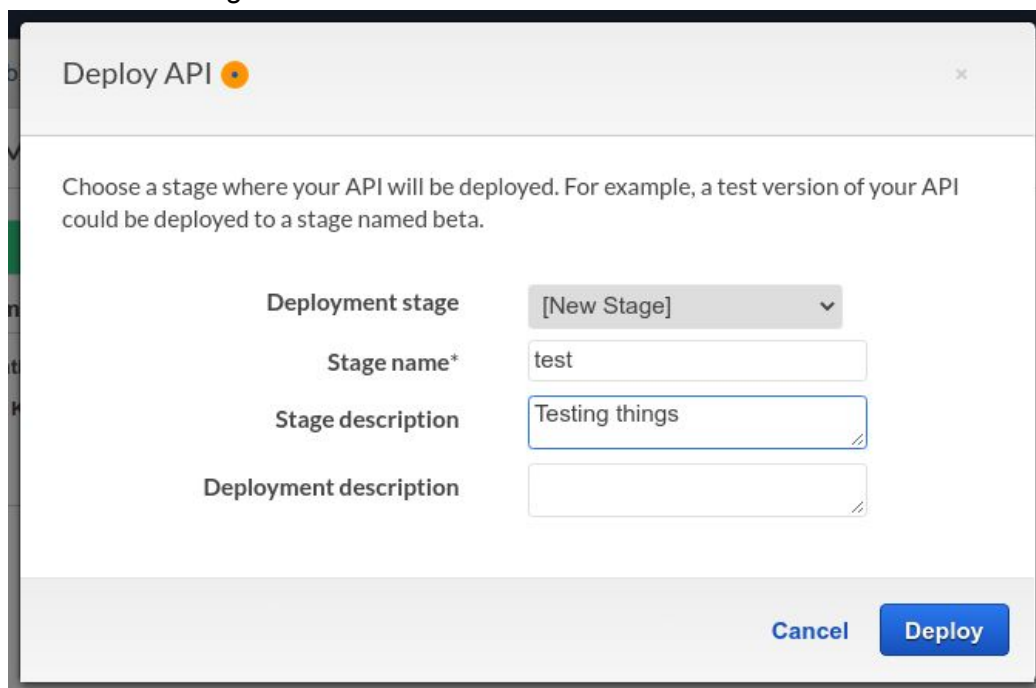 Deploy API
×
Choose a stage where your API will be deployed. For example, a test version of your API
could be deployed to a stage named beta.
Deployment stage [New Stage]
Stage name* test
Stage description Testing things
Deployment description
Cancel Deploy